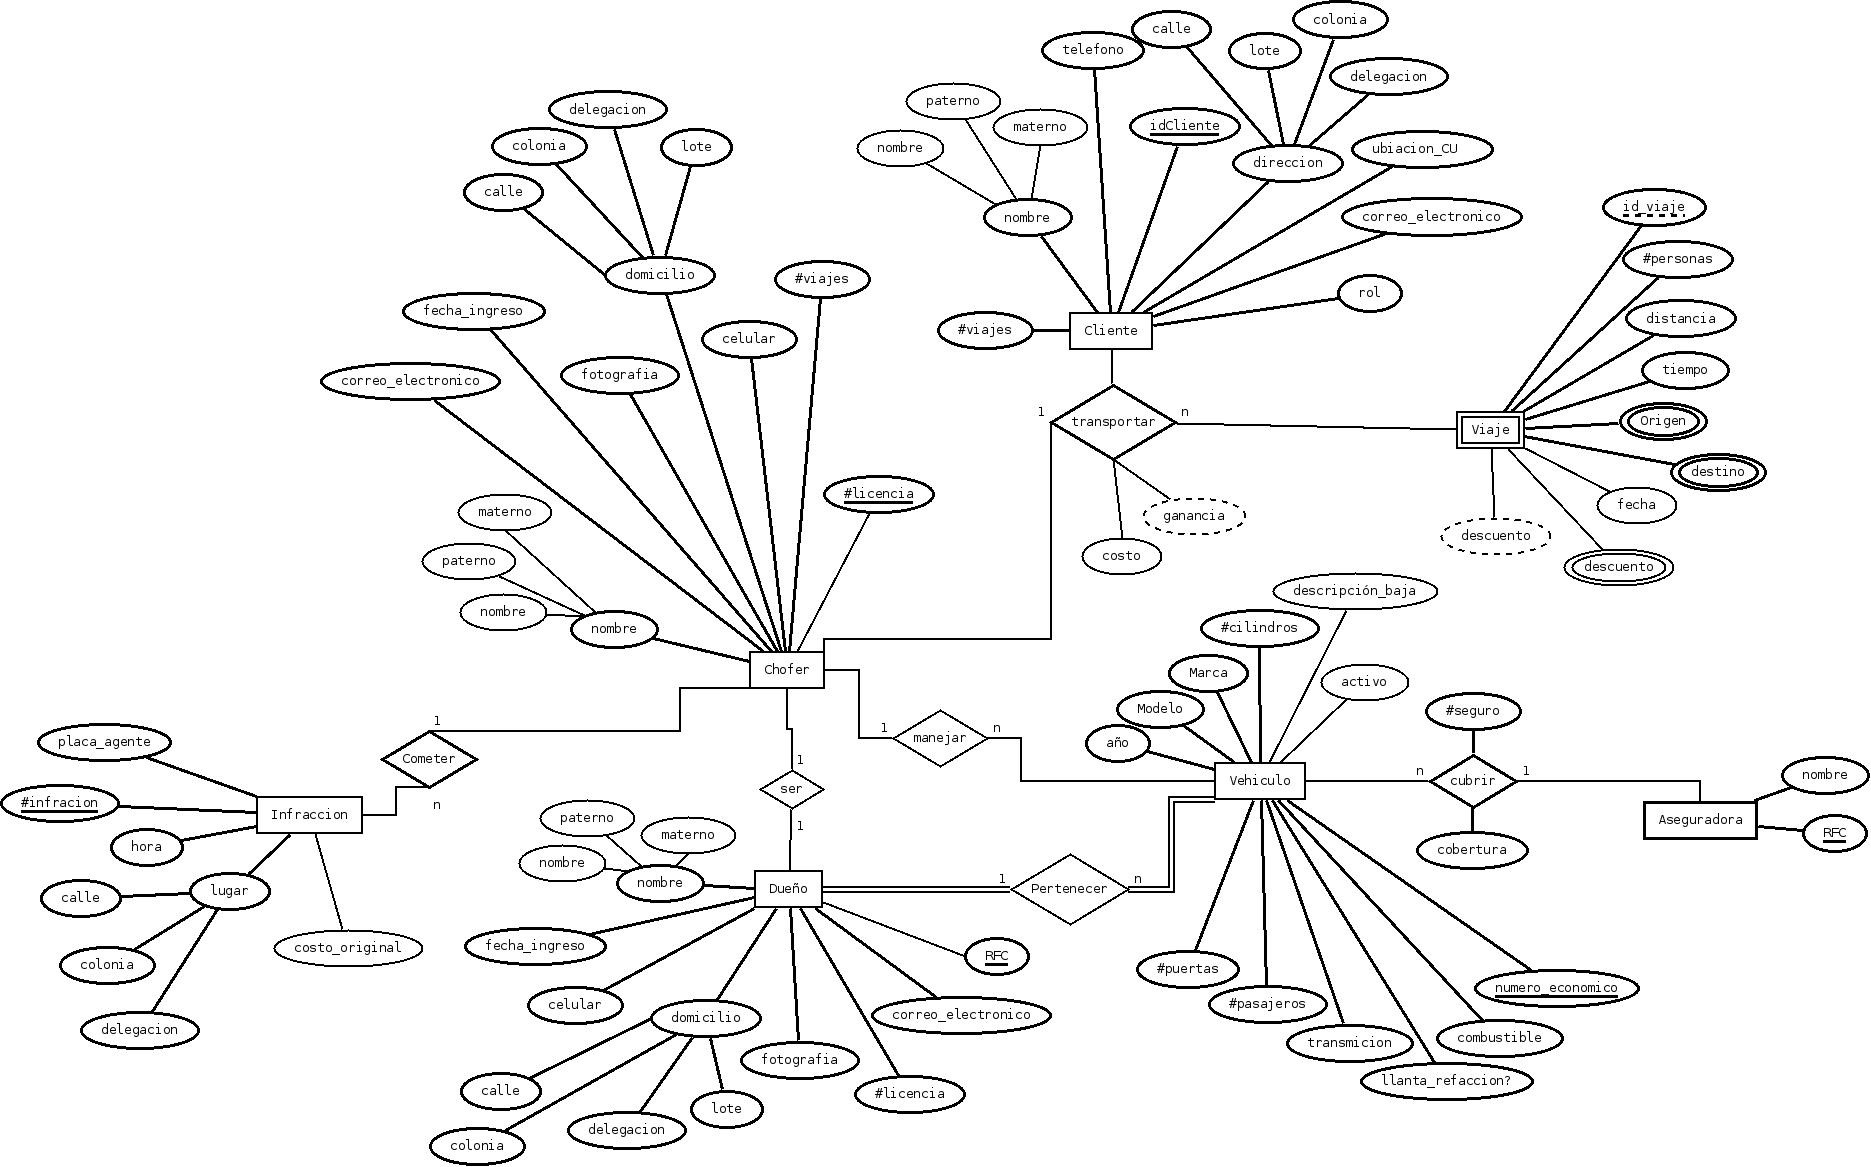 colonia
calle
telefono
lote
delegacion
paterno
delegacion
materno
idCliente
colonia
lote
nombre
ubiacion_CU
direccion
calle
id_viaje
nombre
correo_electronico
#personas
domicilio
#viajes
rol
fecha_ingreso
distancia
#viajes
Cliente
celular
tiempo
fotografia
correo_electronico
1
n
transportar
Origen
Viaje
destino
#licencia
fecha
materno
ganancia
descuento
costo
paterno
descuento
descripción_baja
nombre
nombre
#cilindros
Chofer
Marca
activo
Modelo
#seguro
1
1
n
placa_agente
manejar
año
Cometer
1
n
1
nombre
ser
Vehiculo
cubrir
#infracion
n
Infraccion
paterno
1
Aseguradora
RFC
materno
hora
cobertura
nombre
nombre
1
n
lugar
Dueño
Pertenecer
calle
fecha_ingreso
costo_original
RFC
colonia
#puertas
numero_economico
celular
#pasajeros
domicilio
correo_electronico
delegacion
transmicion
combustible
fotografia
llanta_refaccion?
calle
#licencia
lote
delegacion
colonia